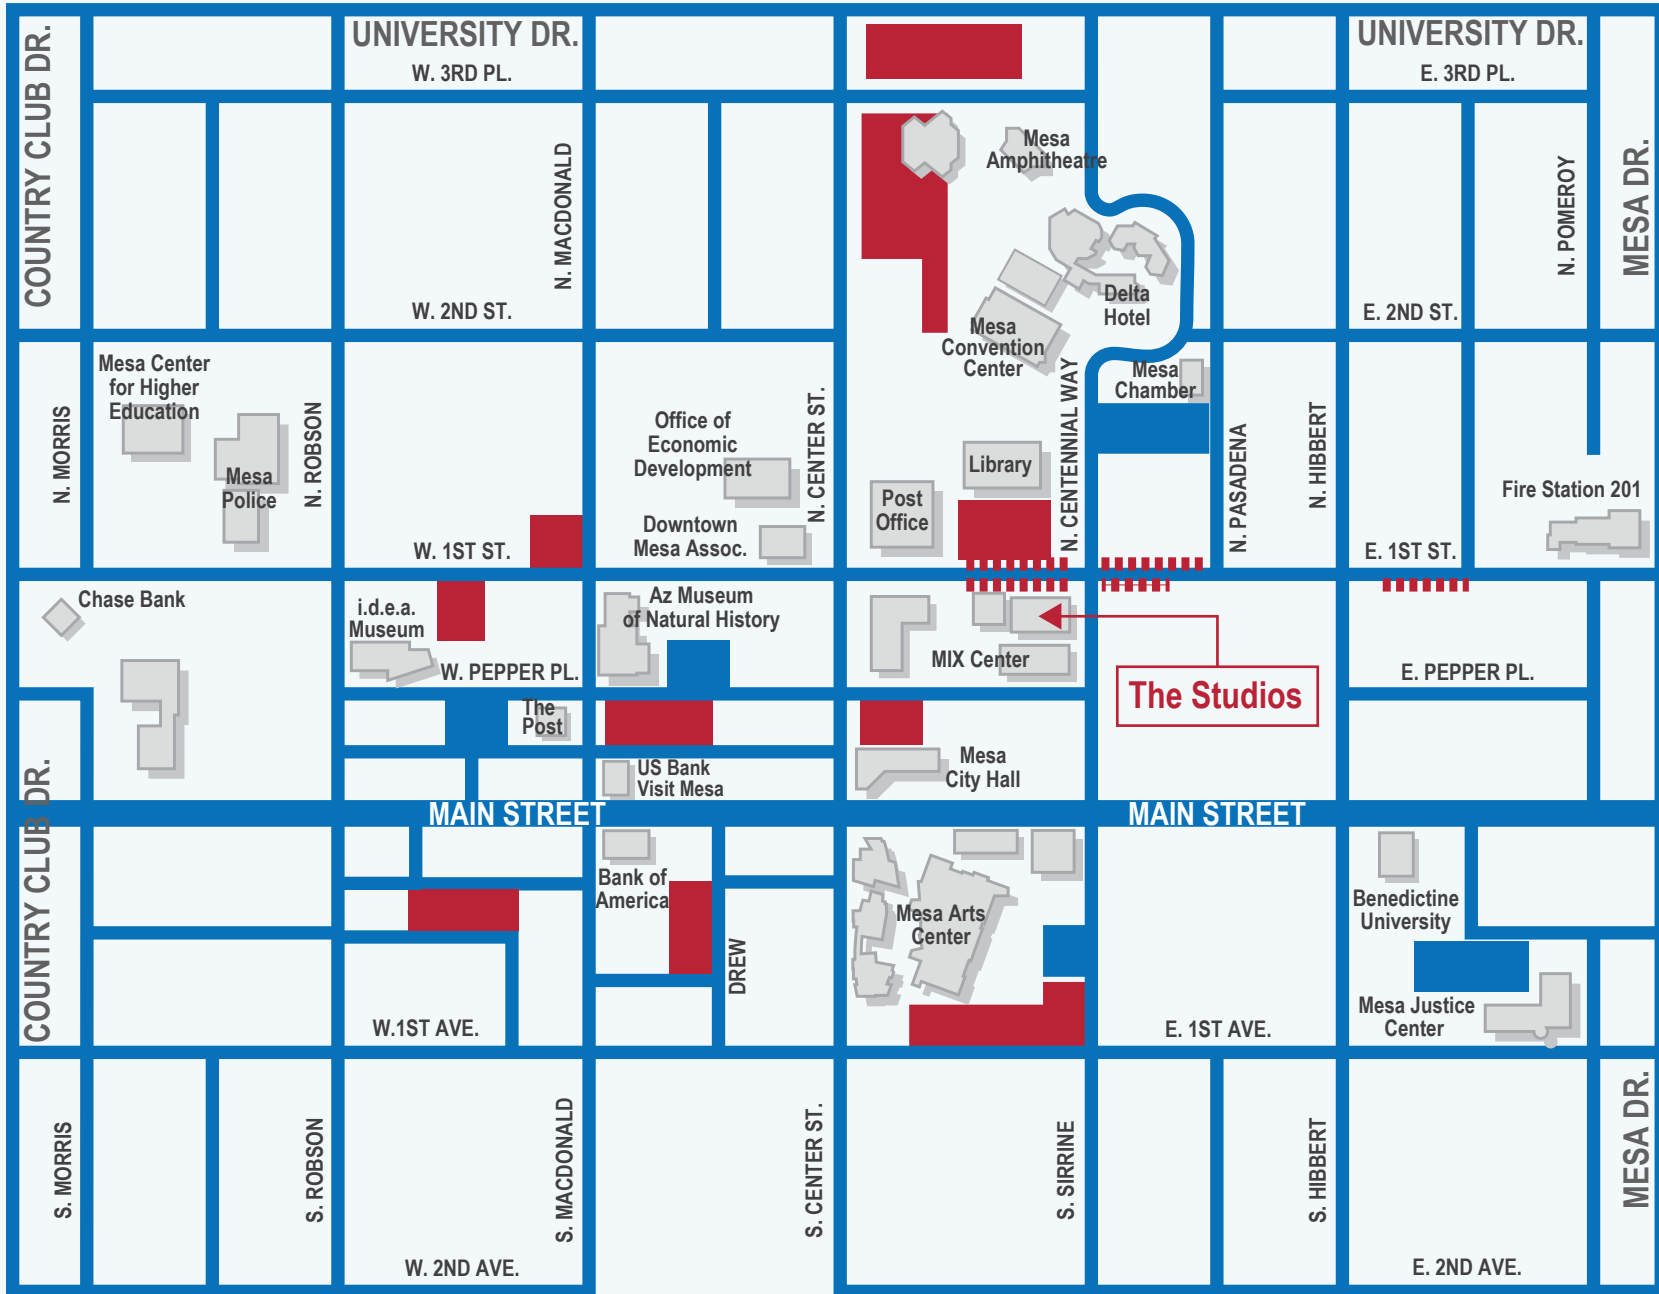 UNIVERSITY DR.
UNIVERSITY DR.
W. 3RD PL.
E. 3RD PL.
COUNTRY CLUB DR.
MESA DR.
N. MACDONALD
N. POMEROY
Mesa
Amphitheatre
Delta
Hotel
W. 2ND ST.
E. 2ND ST.
Mesa
Convention
Center
Mesa Center
for Higher
Education
Mesa
Chamber
N. MORRIS
N. ROBSON
Mesa
Police
Office of
Economic
Development
N. CENTER ST.
Library
N. CENTENNIAL WAY
N. PASADENA
N. HIBBERT
Post
Office
Fire Station 201
Downtown
Mesa Assoc.
W. 1ST ST.
E. 1ST ST.
Chase Bank
i.d.e.a.
Museum
Az Museum
of Natural History
MIX Center
W. PEPPER PL.
E. PEPPER PL.
The Studios
The
Post
US Bank
Visit Mesa
Mesa
City Hall
MAIN STREET
MAIN STREET
COUNTRY CLUB DR.
Bank of
America
Mesa Arts
Center
Benedictine
University
DREW
W.1ST AVE.
E. 1ST AVE.
Mesa Justice
Center
S. MORRIS
S. ROBSON
S. MACDONALD
S. CENTER ST.
S. SIRRINE
S. HIBBERT
MESA DR.
W. 2ND AVE.
E. 2ND AVE.